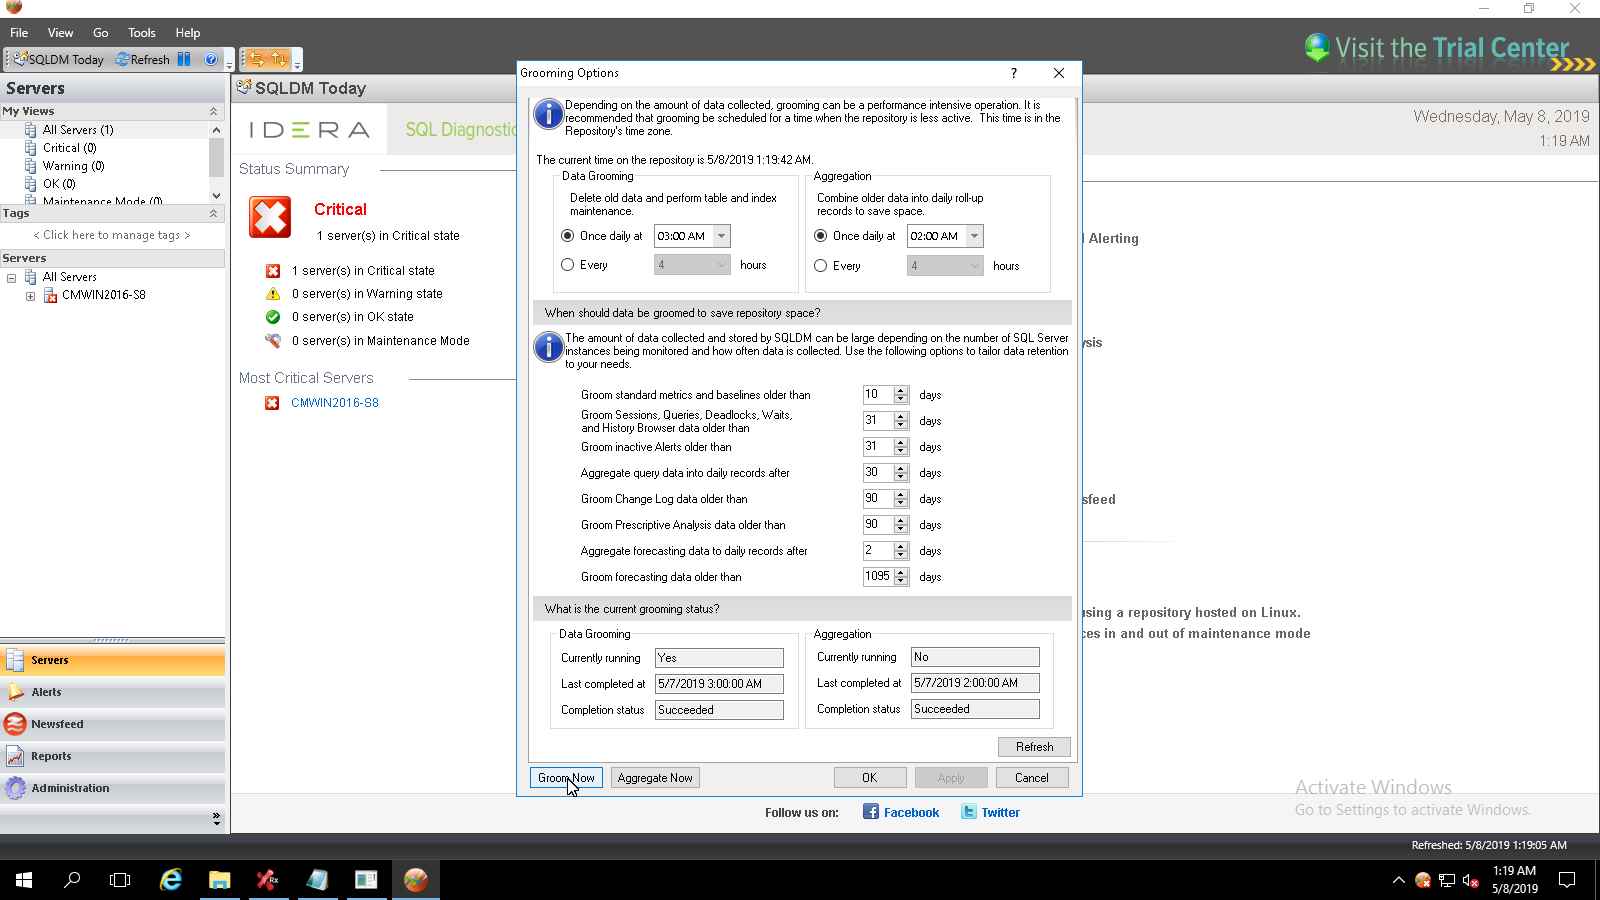 File View Go Tools Help
SQLDM Today Refresh
Visit the Trial Center
Servers
My Views
All Servers (1)
Critical (0)
Warning (0)
OK (0)
Maintenance Mode (0)
Tags
< Click here to manage tags >
Servers
All Servers
CMWIN2016-S8
Servers
Alerts
Newsfeed
Reports
Administration
SQLDM Today
IDERA
SQL Diagnostic
Wednesday, May 8, 2019
1:19 AM
Status Summary
Critical
1 server(s) in Critical state
1 server(s) in Critical state
0 server(s) in Warning state
0 server(s) in OK state
0 server(s) in Maintenance Mode
Most Critical Servers
CMWIN2016-S8
Grooming Options ?
Depending on the amount of data collected, grooming can be a performance intensive operation. It is
recommended that grooming be scheduled for a time when the repository is less active. This time is in the
Repository's time zone.
The current time on the repository is 5/8/2019 1:19:42 AM.
Data Grooming
Delete old data and perform table and index
maintenance.
Once daily at 03:00 AM
Every 4 hours
Aggregation
Combine older data into daily roll-up
records to save space.
Once daily at 02:00 AM
Every 4 hours
When should data be groomed to save repository space?
The amount of data collected and stored by SQLDM can be large depending on the number of SQL Server
instances being monitored and how often data is collected. Use the following options to tailor data retention
to your needs.
Groom standard metrics and baselines older than 10 days
Groom Sessions, Queries, Deadlocks, Waits,
and History Browser data older than 31 days
Groom inactive Alerts older than 31 days
Aggregate query data into daily records after 30 days
Groom Change Log data older than 90 days
Groom Prescriptive Analysis data older than 90 days
Aggregate forecasting data to daily records after 2 days
Groom forecasting data older than 1095 days
What is the current grooming status?
Data Grooming
Currently running Yes
Last completed at 5/7/2019 3:00:00 AM
Completion status Succeeded
Aggregation
Currently running No
Last completed at 5/7/2019 2:00:00 AM
Completion status Succeeded
Refresh
Groom Now Aggregate Now OK Apply Cancel
Alerting
ysis
sfeed
using a repository hosted on Linux.
ces in and out of maintenance mode
Follow us on: Facebook Twitter
Activate Windows
Go to Settings to activate Windows.
Refreshed: 5/8/2019 1:19:05 AM
1:19 AM
5/8/2019